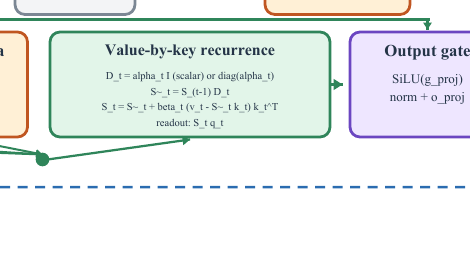 a
Value-by-key recurrence
D_t = alpha_t I (scalar) or diag(alpha_t)
S~_t = S_(t-1) D_t
S_t = S~_t + beta_t (v_t - S~_t k_t) k_t^T
readout: S_t q_t
Output gate
SiLU(g_proj)
norm + o_proj